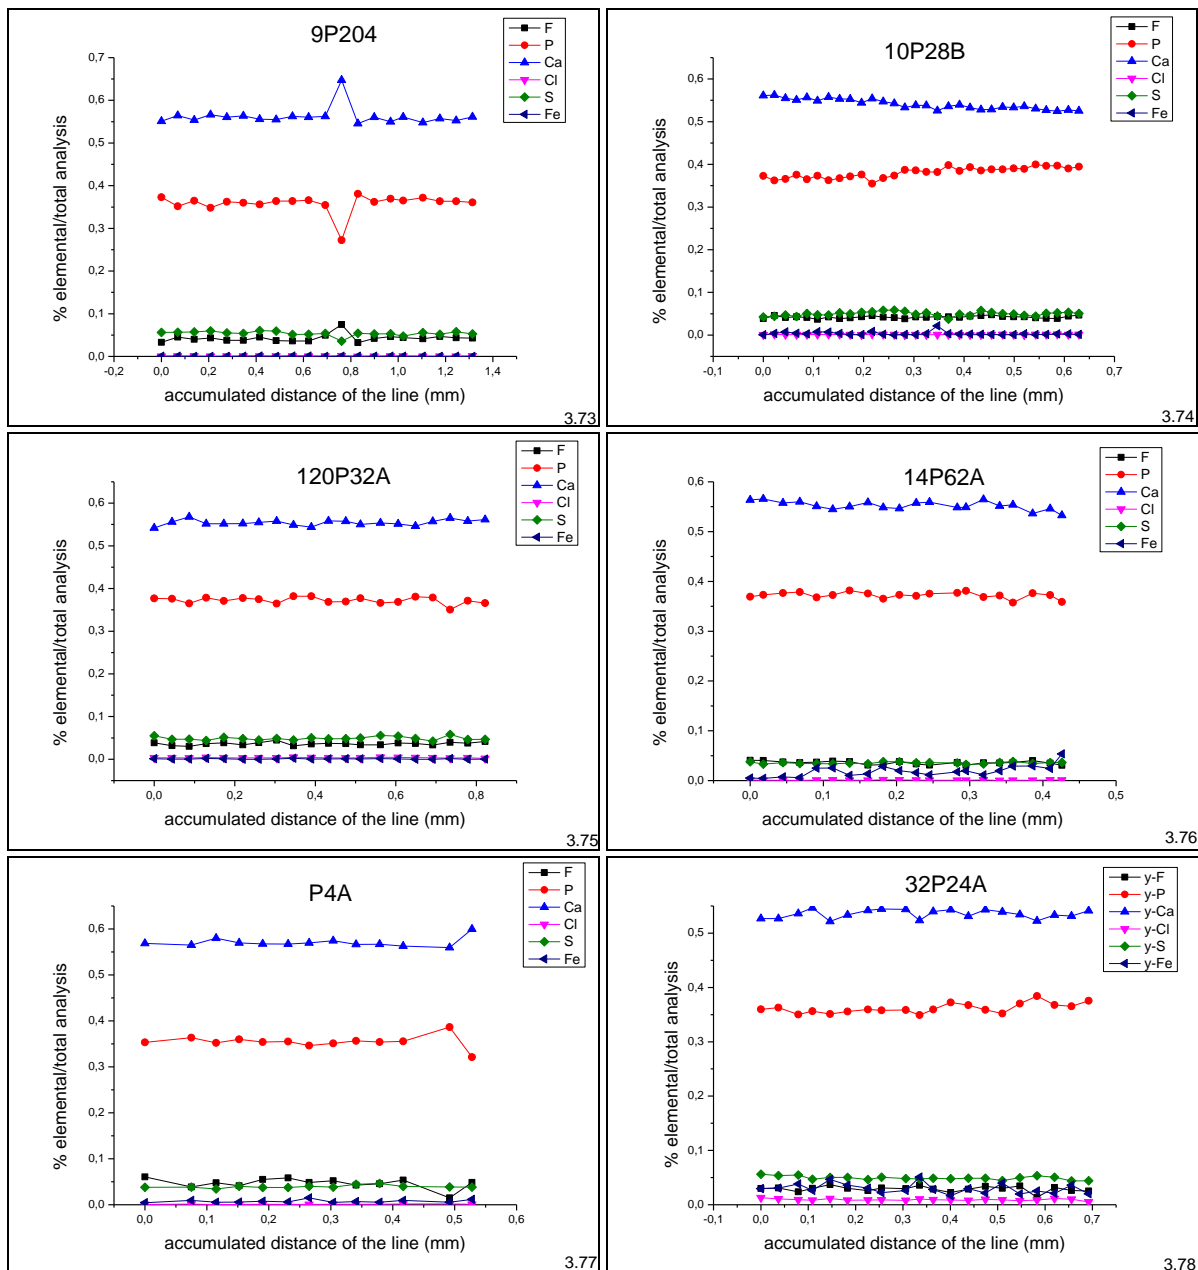 9P204
F
P
Ca
Cl
S
Fe
0,7
0,6
0,5
0,4
0,3
0,2
0,1
0,0
-0,2 0,0 0,2 0,4 0,6 0,8 1,0 1,2 1,4
% elemental/total analysis
accumulated distance of the line (mm)
3.73
10P28B
F
P
Ca
Cl
S
Fe
0,6
0,5
0,4
0,3
0,2
0,1
0,0
-0,1 0,0 0,1 0,2 0,3 0,4 0,5 0,6 0,7
% elemental/total analysis
accumulated distance of the line (mm)
3.74
120P32A
F
P
Ca
Cl
S
Fe
0,6
0,5
0,4
0,3
0,2
0,1
0,0
0,0 0,2 0,4 0,6 0,8
% elemental/total analysis
accumulated distance of the line (mm)
3.75
14P62A
F
P
Ca
Cl
S
Fe
0,6
0,5
0,4
0,3
0,2
0,1
0,0
0,0 0,1 0,2 0,3 0,4 0,5
% elemental/total analysis
accumulated distance of the line (mm)
3.76
P4A
F
P
Ca
Cl
S
Fe
0,6
0,5
0,4
0,3
0,2
0,1
0,0
0,0 0,1 0,2 0,3 0,4 0,5 0,6
% elemental/total analysis
accumulated distance of the line (mm)
3.77
32P24A
y-F
y-P
y-Ca
y-Cl
y-S
y-Fe
0,5
0,4
0,3
0,2
0,1
0,0
-0,1 0,0 0,1 0,2 0,3 0,4 0,5 0,6 0,7
% elemental/total analysis
accumulated distance of the line (mm)
3.78